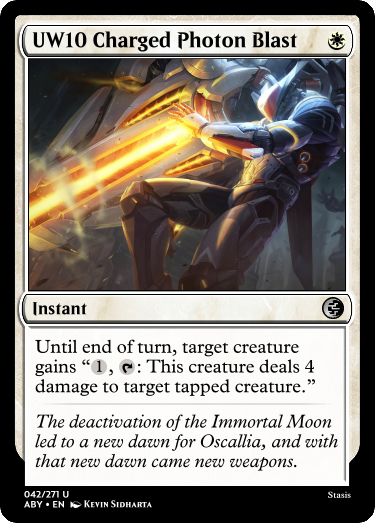 UW10 Charged Photon Blast
Instant
Until end of turn, target creature
gains “1, : This creature deals 4
damage to target tapped creature.”
The deactivation of the Immortal Moon
led to a new dawn for Oscallia, and with
that new dawn came new weapons.
042/271 U
ABY • EN Kevin Sidharta
Stasis